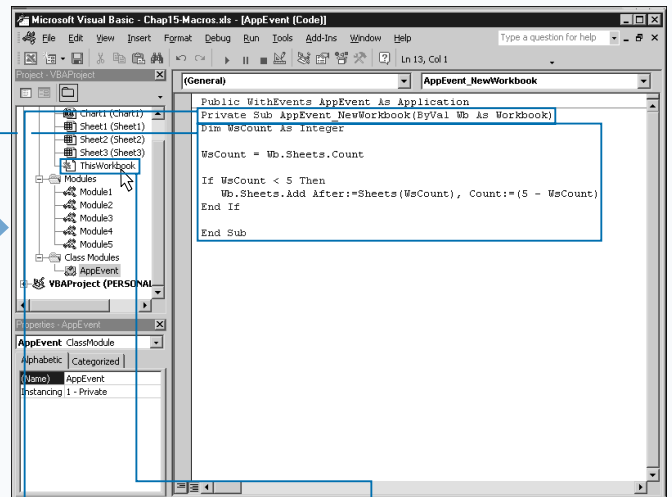 Microsoft Visual Basic - Chap15-Macros.xls - [AppEvent (Code)]
File Edit View Insert Format Debug Run Tools Add-Ins Window Help
Type a question for help
Ln 13, Col 1
Project - VBAProject
(General)
AppEvent_NewWorkbook
Chart1 (Chart1)
Sheet1 (Sheet1)
Sheet2 (Sheet2)
Sheet3 (Sheet3)
ThisWorkbook
Modules
Module1
Module2
Module3
Module4
Module5
Class Modules
AppEvent
VBAProject (PERSONAL
Properties - AppEvent
AppEvent ClassModule
Alphabetic Categorized
(Name) AppEvent
Instancing 1 - Private
Public WithEvents AppEvent As Application
Private Sub AppEvent_NewWorkbook(ByVal Wb As Workbook)
Dim WsCount As Integer
WsCount = Wb.Sheets.Count
If WsCount < 5 Then
Wb.Sheets.Add After:=Sheets(WsCount), Count:=(5 - WsCount)
End If
End Sub